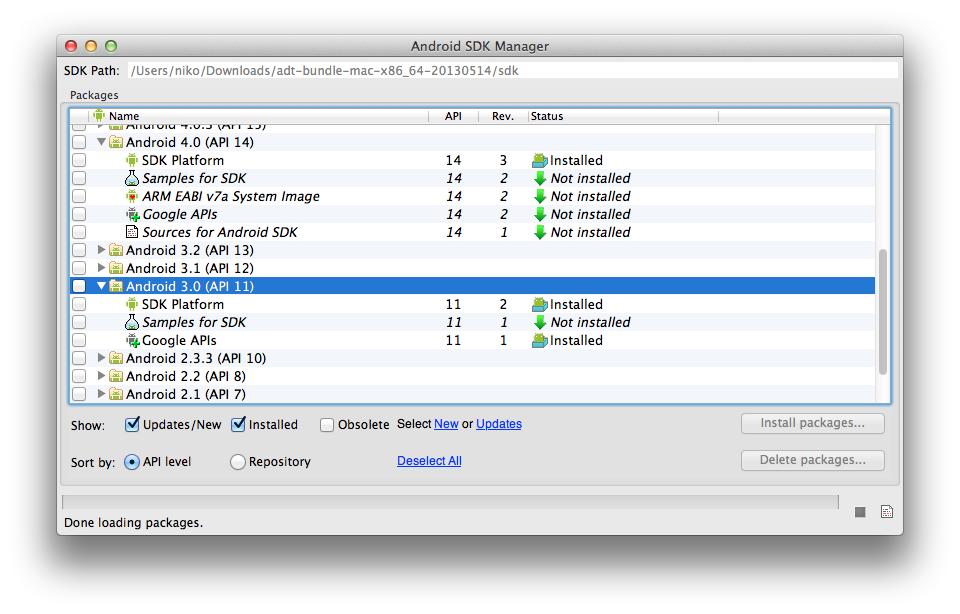 Android SDK Manager
SDK Path: /Users/niko/Downloads/adt-bundle-mac-x86_64-20130514/sdk
Packages
Name API Rev. Status
Android 4.0.3 (API 15)
Android 4.0 (API 14)
SDK Platform 14 3 Installed
Samples for SDK 14 2 Not installed
ARM EABI v7a System Image 14 2 Not installed
Google APIs 14 2 Not installed
Sources for Android SDK 14 1 Not installed
Android 3.2 (API 13)
Android 3.1 (API 12)
Android 3.0 (API 11)
SDK Platform 11 2 Installed
Samples for SDK 11 1 Not installed
Google APIs 11 1 Installed
Android 2.3.3 (API 10)
Android 2.2 (API 8)
Android 2.1 (API 7)
Show: Updates/New Installed Obsolete Select New or Updates Install packages...
Sort by: API level Repository Deselect All Delete packages...
Done loading packages.